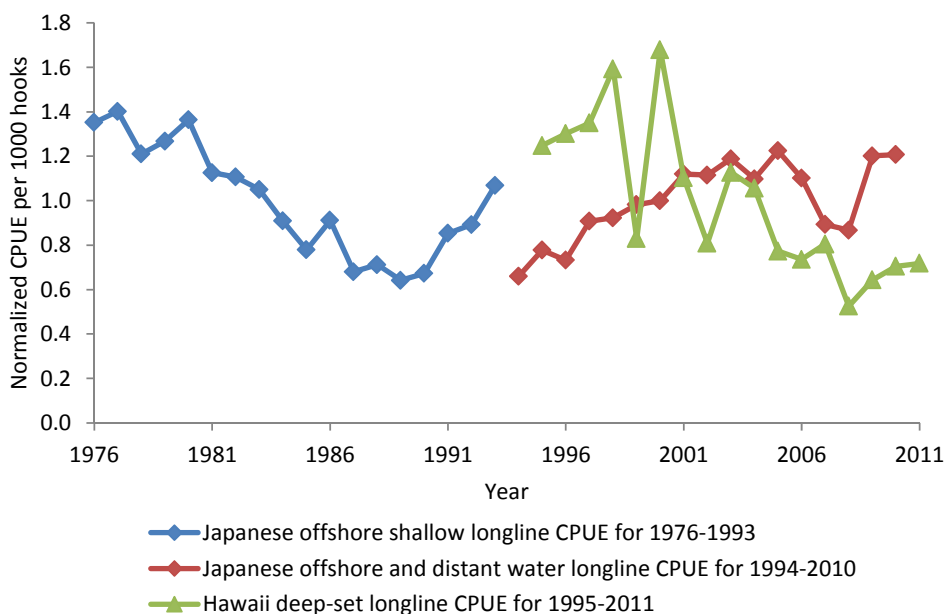 Normalized CPUE per 1000 hooks
1.8
1.6
1.4
1.2
1.0
0.8
0.6
0.4
0.2
0.0
1976 1981 1986 1991 1996 2001 2006 2011
Year
Japanese offshore shallow longline CPUE for 1976-1993
Japanese offshore and distant water longline CPUE for 1994-2010
Hawaii deep-set longline CPUE for 1995-2011